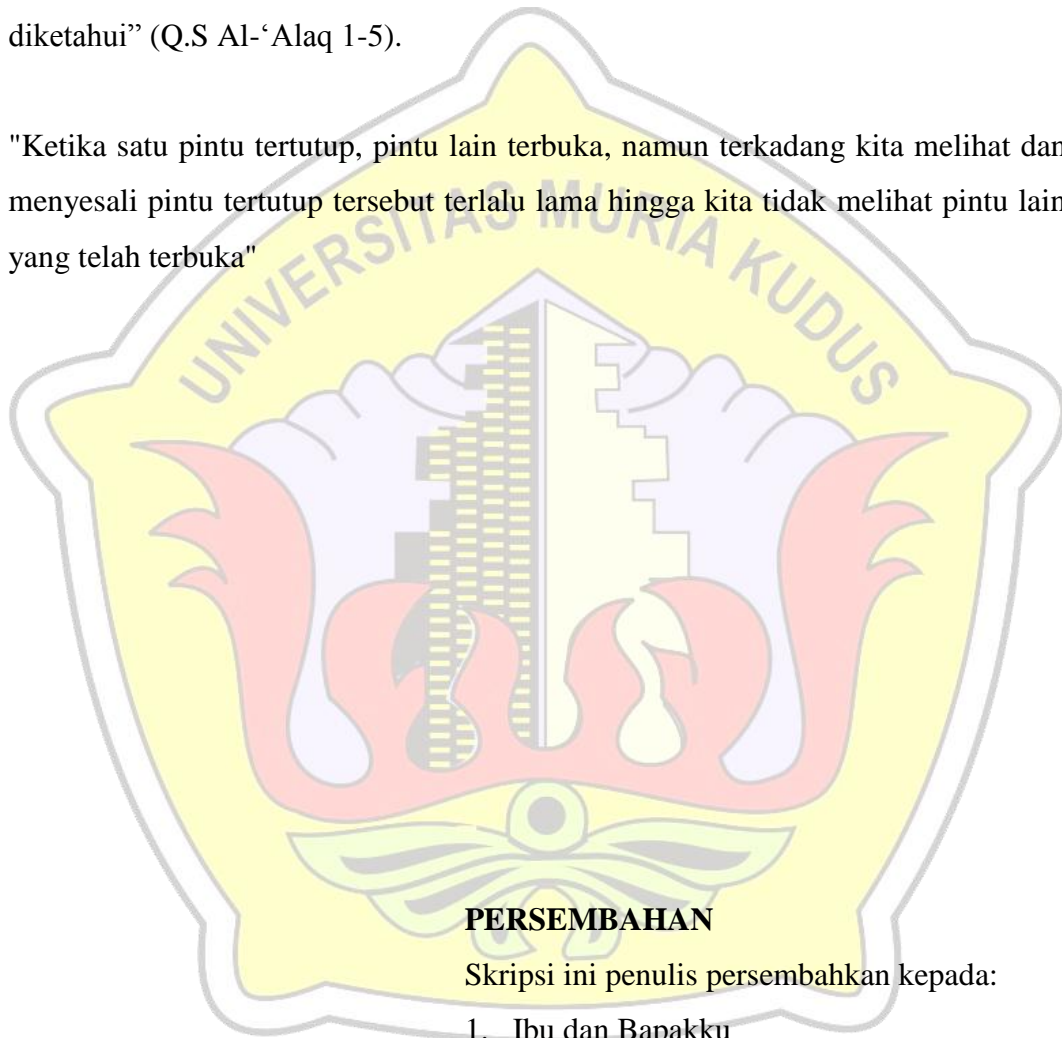 diketahui” (Q.S Al-‘Alaq 1-5).
"Ketika satu pintu tertutup, pintu lain terbuka, namun terkadang kita melihat dan
menyesali pintu tertutup tersebut terlalu lama hingga kita tidak melihat pintu lain
yang telah terbuka"
UNIVERSITAS MURIA KUDUS
PERSEMBAHAN
Skripsi ini penulis persembahkan kepada:
1. Ibu dan Bapakku